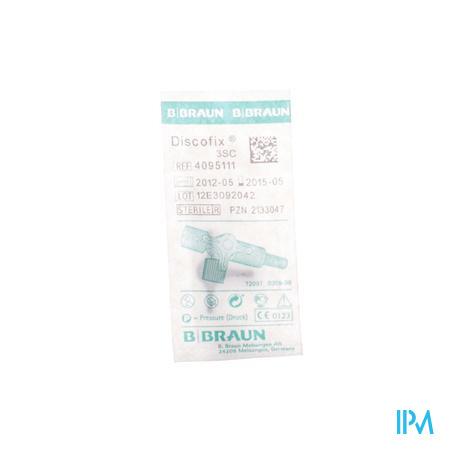 B BRAUN B BRAUN
Discofix®
3SC
REF 4095111
2012-05 2015-05
LOT 12E3092042
STERILE R PZN 2133047
P = Pressure (Druck) CE 0123
B BRAUN
B. Braun Melsungen AG
34209 Melsungen, Germany
IPM